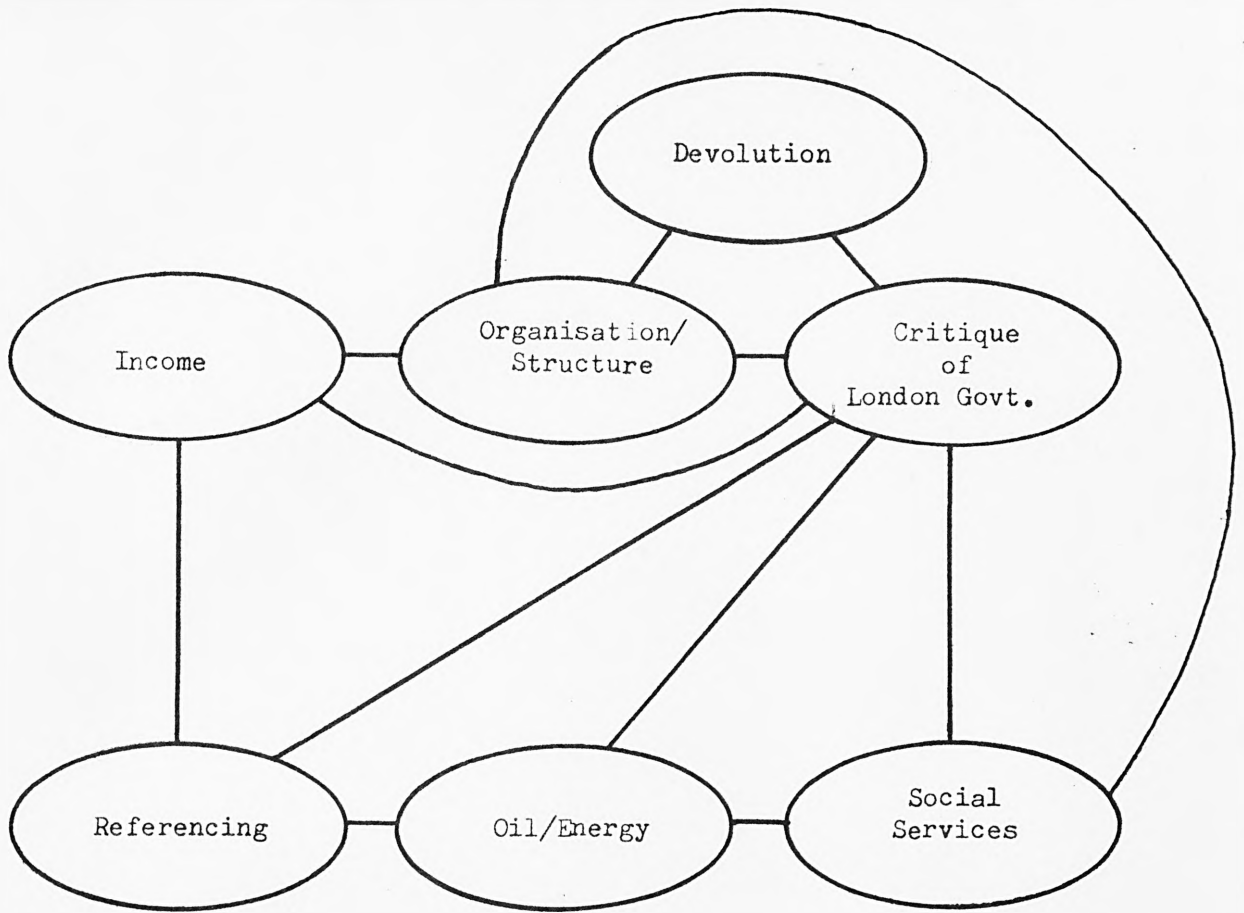 Devolution
Income
Organisation/
Structure
Critique
of
London Govt.
Referencing
Oil/Energy
Social
Services